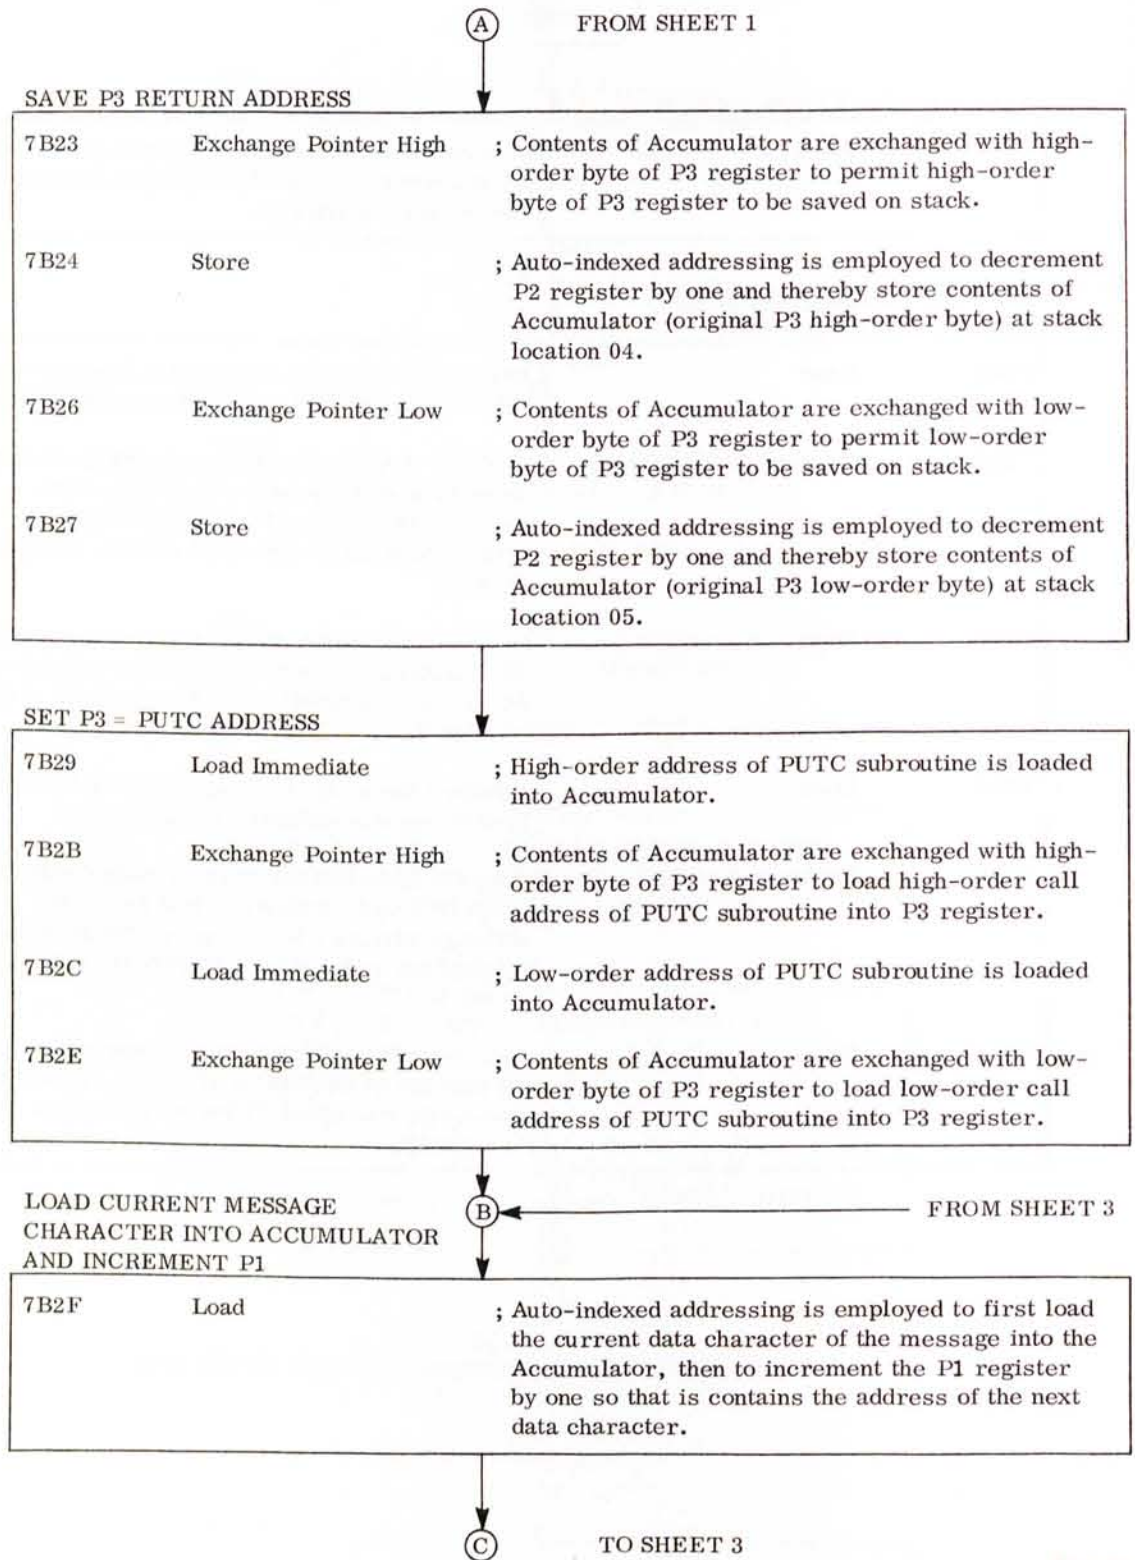 A FROM SHEET 1
SAVE P3 RETURN ADDRESS
7B23 Exchange Pointer High ; Contents of Accumulator are exchanged with high-
order byte of P3 register to permit high-order
byte of P3 register to be saved on stack.
7B24 Store ; Auto-indexed addressing is employed to decrement
P2 register by one and thereby store contents of
Accumulator (original P3 high-order byte) at stack
location 04.
7B26 Exchange Pointer Low ; Contents of Accumulator are exchanged with low-
order byte of P3 register to permit low-order
byte of P3 register to be saved on stack.
7B27 Store ; Auto-indexed addressing is employed to decrement
P2 register by one and thereby store contents of
Accumulator (original P3 low-order byte) at stack
location 05.
SET P3 = PUTC ADDRESS
7B29 Load Immediate ; High-order address of PUTC subroutine is loaded
into Accumulator.
7B2B Exchange Pointer High ; Contents of Accumulator are exchanged with high-
order byte of P3 register to load high-order call
address of PUTC subroutine into P3 register.
7B2C Load Immediate ; Low-order address of PUTC subroutine is loaded
into Accumulator.
7B2E Exchange Pointer Low ; Contents of Accumulator are exchanged with low-
order byte of P3 register to load low-order call
address of PUTC subroutine into P3 register.
LOAD CURRENT MESSAGE
CHARACTER INTO ACCUMULATOR
AND INCREMENT P1
B FROM SHEET 3
7B2F Load ; Auto-indexed addressing is employed to first load
the current data character of the message into the
Accumulator, then to increment the P1 register
by one so that is contains the address of the next
data character.
C TO SHEET 3